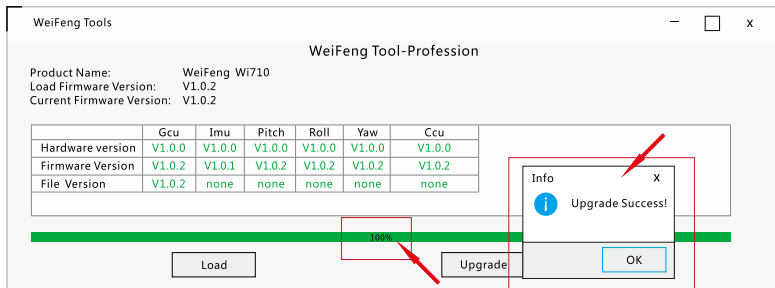 WeiFeng Tools
x
WeiFeng Tool-Profession
Product Name: WeiFeng Wi710
Load Firmware Version: V1.0.2
Current Firmware Version: V1.0.2
Gcu Imu Pitch Roll Yaw Ccu
Hardware version V1.0.0 V1.0.0 V1.0.0 V1.0.0 V1.0.0 V1.0.0
Firmware Version V1.0.2 V1.0.1 V1.0.2 V1.0.2 V1.0.2 V1.0.2
File Version V1.0.2 none none none none none
Info x
i Upgrade Success!
OK
100%
Load Upgrade